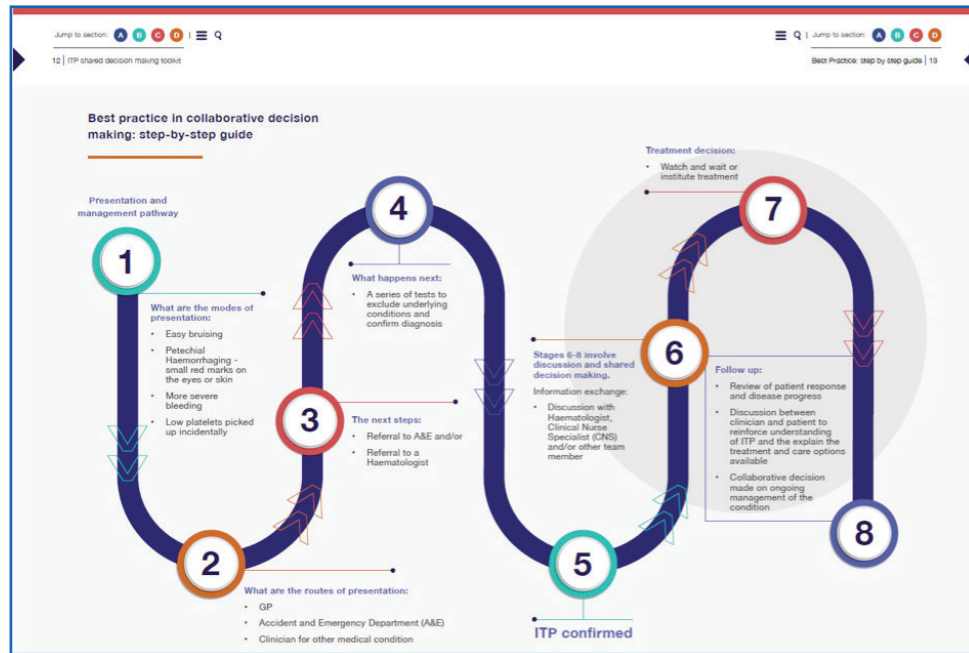 Jump to section: A B C D
12 | ITP shared decision making toolkit
Jump to section: A B C D
Best Practice: step by step guide | 13
Best practice in collaborative decision
making: step-by-step guide
Presentation and
management pathway
1
What are the modes of
presentation:
• Easy bruising
• Petechial
Haemorrhaging -
small red marks on
the eyes or skin
• More severe
bleeding
• Low platelets picked
up incidentally
2
What are the routes of presentation:
• GP
• Accident and Emergency Department (A&E)
• Clinician for other medical condition
3
The next steps:
• Referral to A&E and/or
• Referral to a
Haematologist
4
What happens next:
• A series of tests to
exclude underlying
conditions and
confirm diagnosis
5
ITP confirmed
Stages 6-8 involve
discussion and shared
decision making.
Information exchange:
• Discussion with
Haematologist,
Clinical Nurse
Specialist (CNS)
and/or other team
member
6
Treatment decision:
• Watch and wait or
institute treatment
7
Follow up:
• Review of patient response
and disease progress
• Discussion between
clinician and patient to
reinforce understanding
of ITP and the explain the
treatment and care options
available
• Collaborative decision
made on ongoing
management of the
condition
8